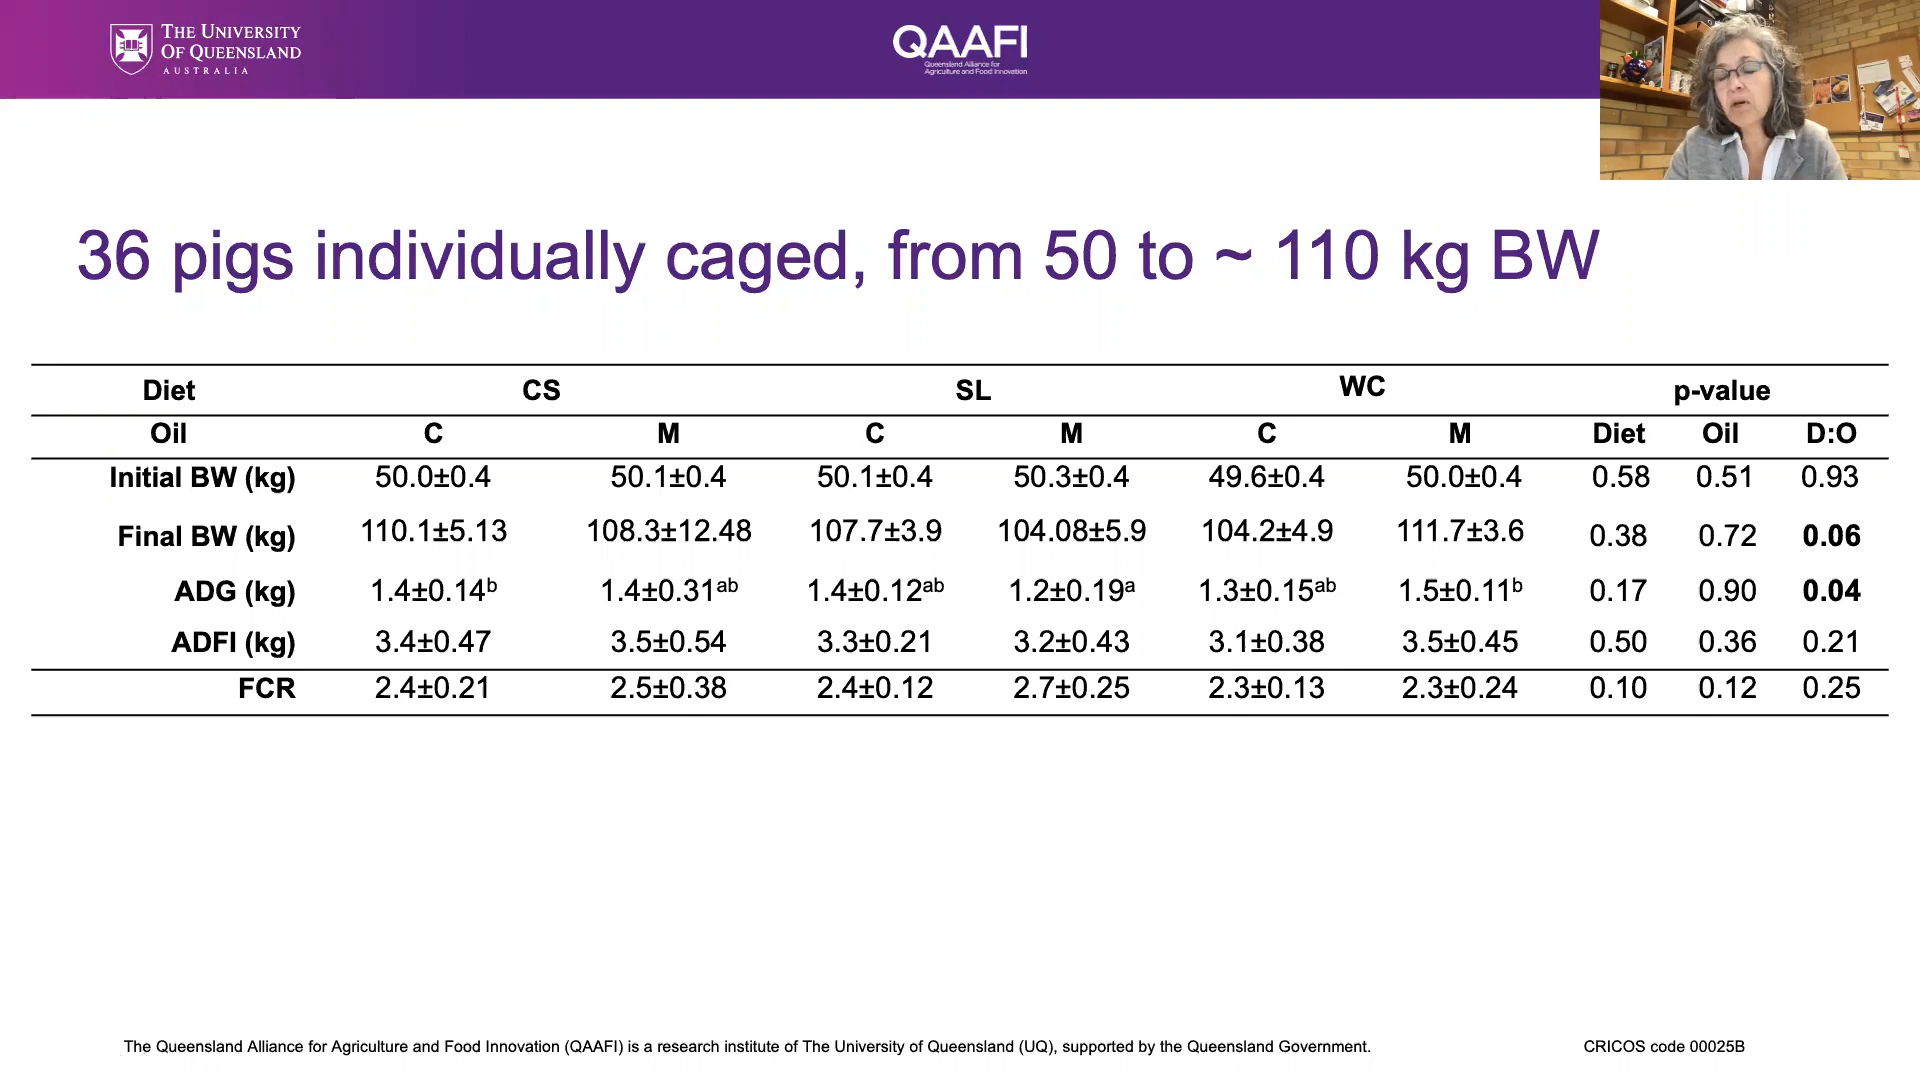 THE UNIVERSITY
OF QUEENSLAND
AUSTRALIA
QAAFI
Queensland Alliance for
Agriculture and Food Innovation
36 pigs individually caged, from 50 to ~ 110 kg BW
Diet CS SL WC p-value
Oil C M C M C M Diet Oil D:O
Initial BW (kg) 50.0±0.4 50.1±0.4 50.1±0.4 50.3±0.4 49.6±0.4 50.0±0.4 0.58 0.51 0.93
Final BW (kg) 110.1±5.13 108.3±12.48 107.7±3.9 104.08±5.9 104.2±4.9 111.7±3.6 0.38 0.72 0.06
ADG (kg) 1.4±0.14b 1.4±0.31ab 1.4±0.12ab 1.2±0.19a 1.3±0.15ab 1.5±0.11b 0.17 0.90 0.04
ADFI (kg) 3.4±0.47 3.5±0.54 3.3±0.21 3.2±0.43 3.1±0.38 3.5±0.45 0.50 0.36 0.21
FCR 2.4±0.21 2.5±0.38 2.4±0.12 2.7±0.25 2.3±0.13 2.3±0.24 0.10 0.12 0.25
The Queensland Alliance for Agriculture and Food Innovation (QAAFI) is a research institute of The University of Queensland (UQ), supported by the Queensland Government.
CRICOS code 00025B